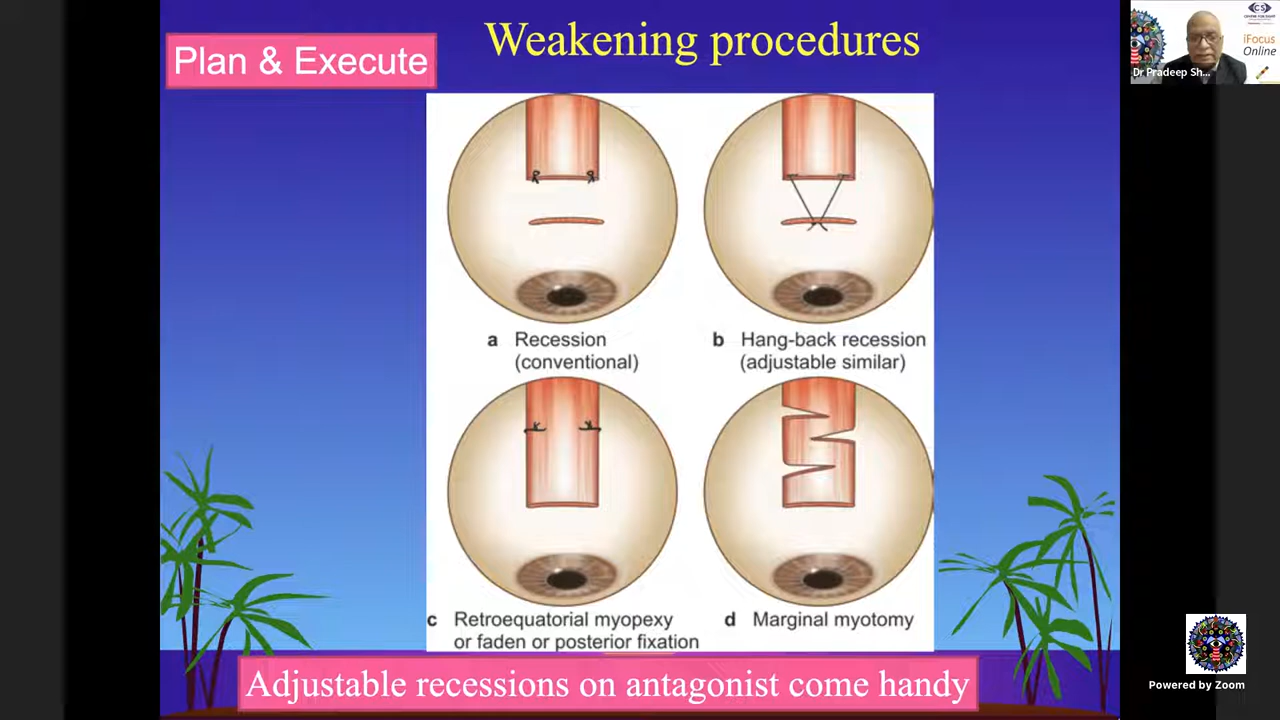 Weakening procedures
Plan & Execute
a Recession
(conventional)
b Hang-back recession
(adjustable similar)
c Retroequatorial myopexy
or faden or posterior fixation
d Marginal myotomy
Adjustable recessions on antagonist come handy
Dr Pradeep Sh...
CS
iFocus
Online
Powered by Zoom